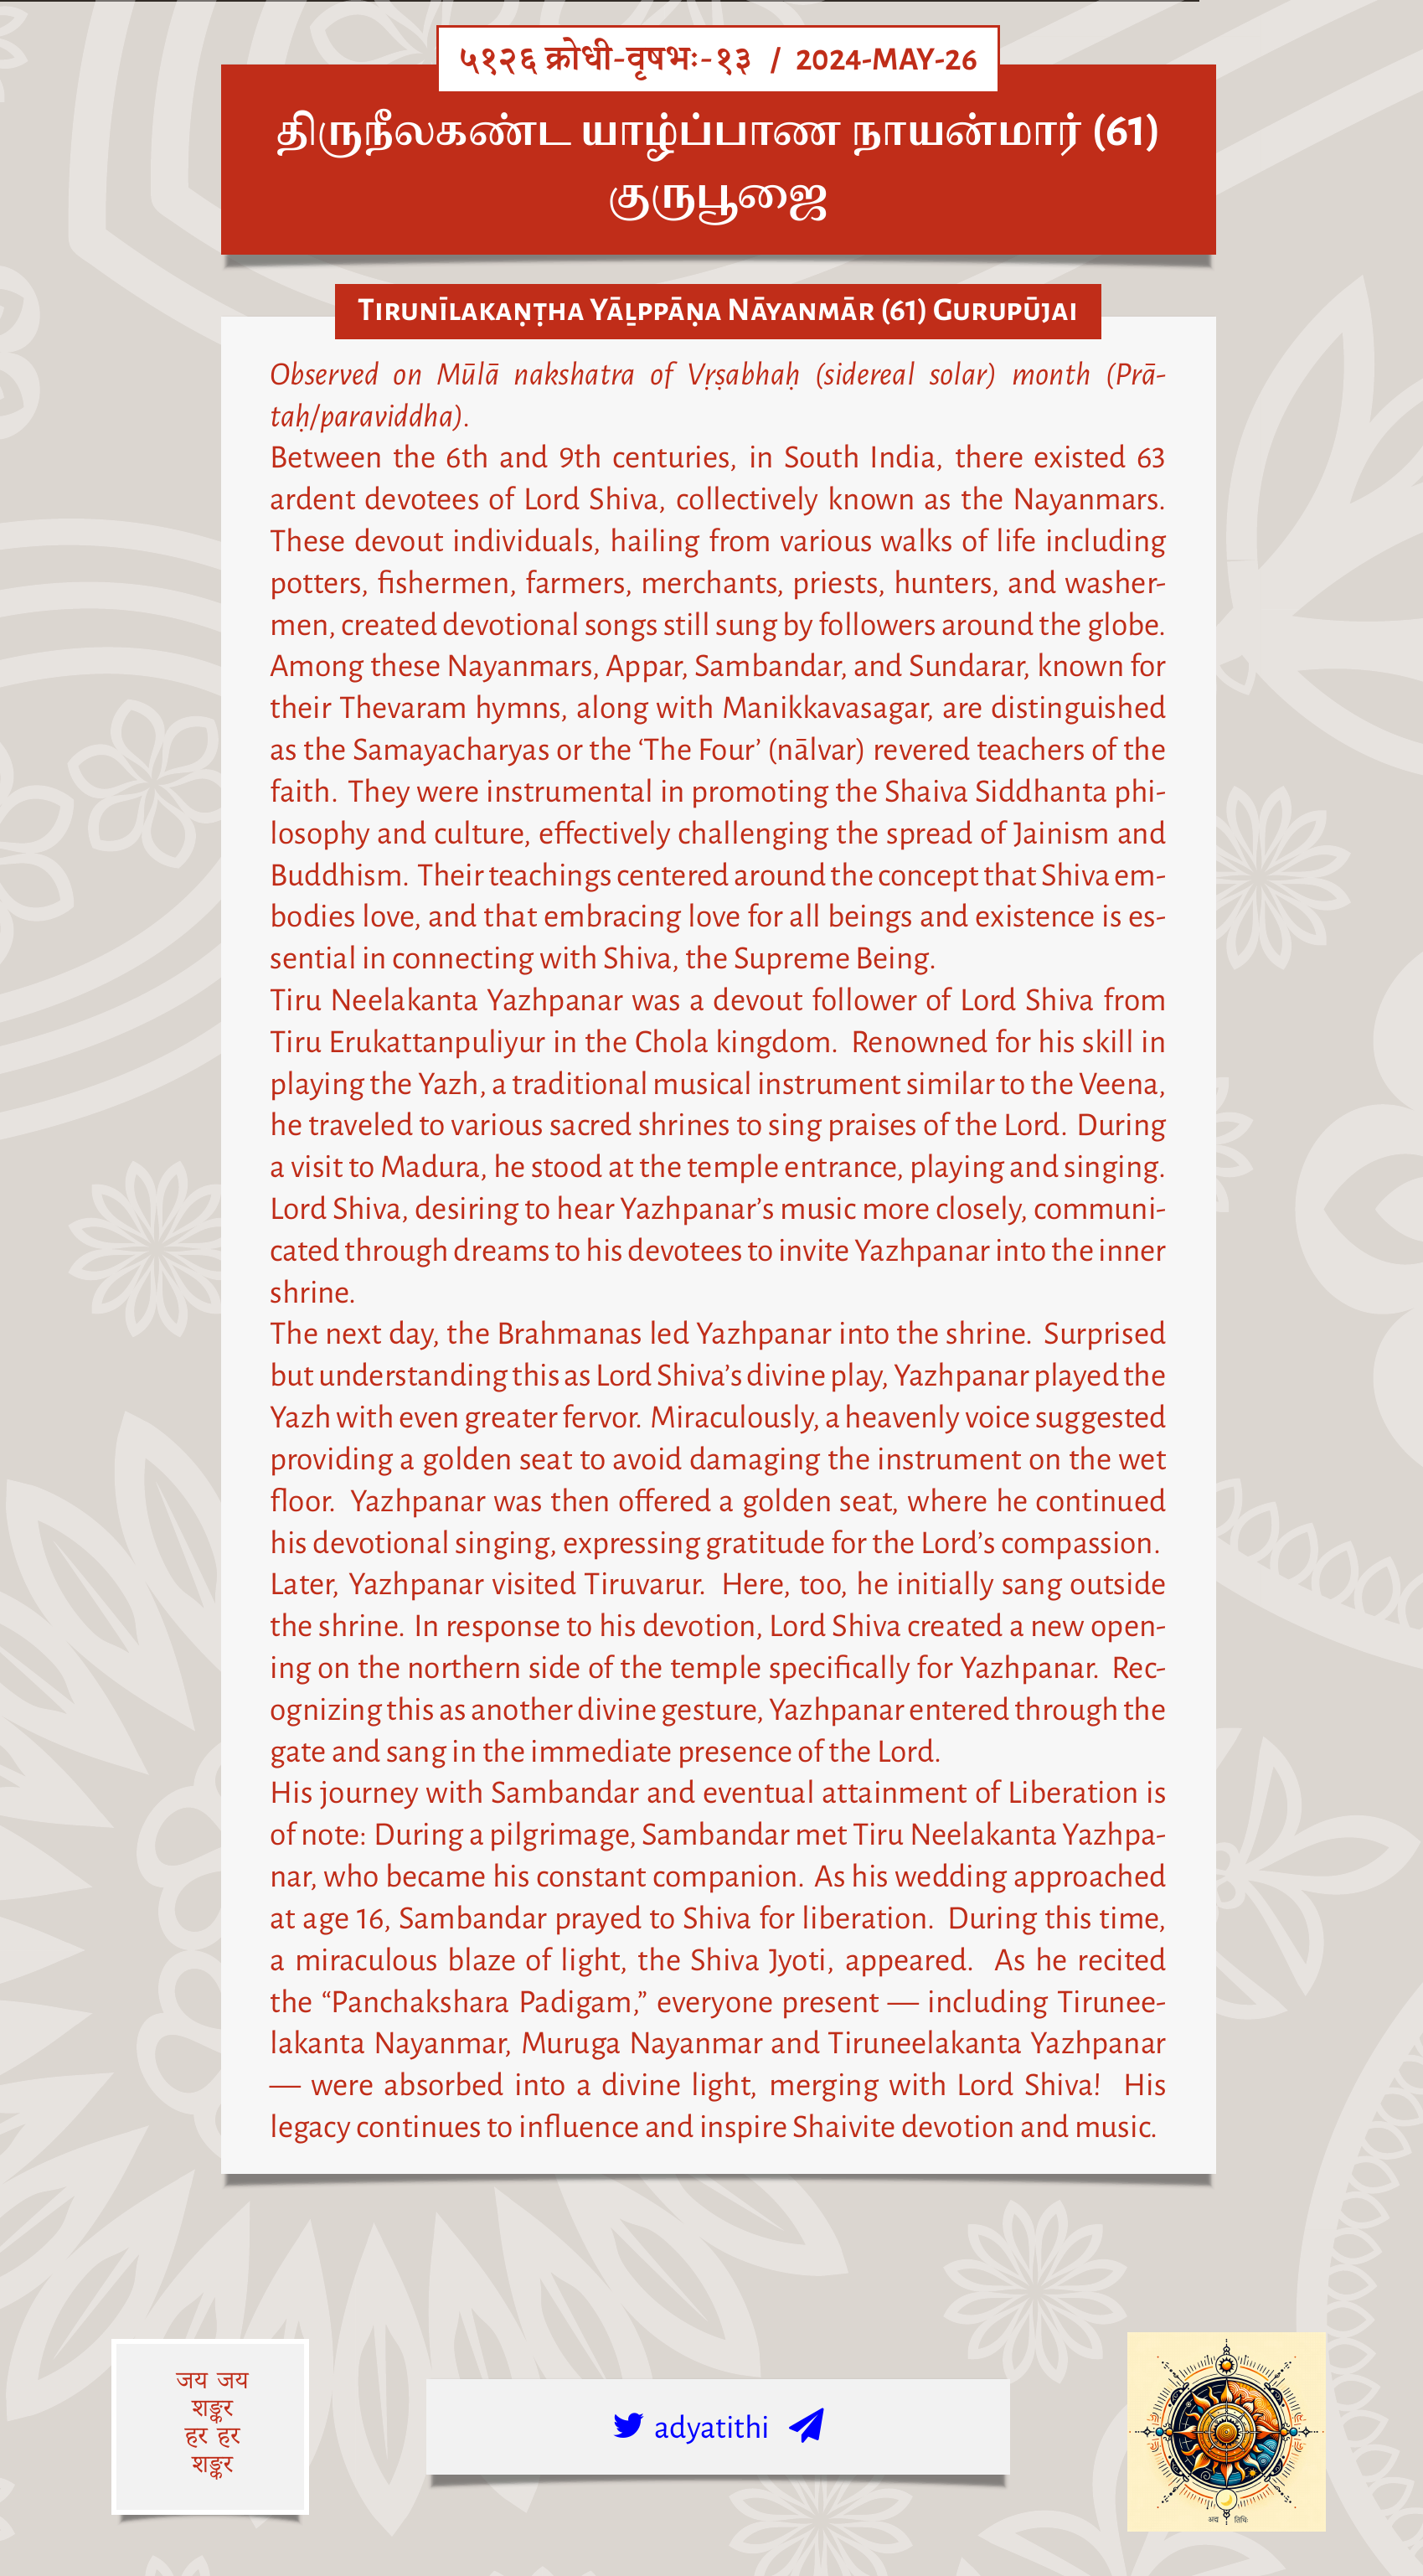 ५१२६ क्रोधी-वृषभः-१३ / 2024-MAY-26
திருநீலகண்ட யாழ்ப்பாண நாயன்மார் (61)
குருபூஜை
Tirunīlakaṇṭha Yāḻppāṇa Nāyanmār (61) Gurupūjai
Observed on Mūlā nakshatra of Vṛṣabhaḥ (sidereal solar) month (Prā-
taḥ/paraviddha).
Between the 6th and 9th centuries, in South India, there existed 63
ardent devotees of Lord Shiva, collectively known as the Nayanmars.
These devout individuals, hailing from various walks of life including
potters, fishermen, farmers, merchants, priests, hunters, and washer-
men, created devotional songs still sung by followers around the globe.
Among these Nayanmars, Appar, Sambandar, and Sundarar, known for
their Thevaram hymns, along with Manikkavasagar, are distinguished
as the Samayacharyas or the ‘The Four’ (nālvar) revered teachers of the
faith. They were instrumental in promoting the Shaiva Siddhanta phi-
losophy and culture, effectively challenging the spread of Jainism and
Buddhism. Their teachings centered around the concept that Shiva em-
bodies love, and that embracing love for all beings and existence is es-
sential in connecting with Shiva, the Supreme Being.
Tiru Neelakanta Yazhpanar was a devout follower of Lord Shiva from
Tiru Erukattanpuliyur in the Chola kingdom. Renowned for his skill in
playing the Yazh, a traditional musical instrument similar to the Veena,
he traveled to various sacred shrines to sing praises of the Lord. During
a visit to Madura, he stood at the temple entrance, playing and singing.
Lord Shiva, desiring to hear Yazhpanar’s music more closely, communi-
cated through dreams to his devotees to invite Yazhpanar into the inner
shrine.
The next day, the Brahmanas led Yazhpanar into the shrine. Surprised
but understanding this as Lord Shiva’s divine play, Yazhpanar played the
Yazh with even greater fervor. Miraculously, a heavenly voice suggested
providing a golden seat to avoid damaging the instrument on the wet
floor. Yazhpanar was then offered a golden seat, where he continued
his devotional singing, expressing gratitude for the Lord’s compassion.
Later, Yazhpanar visited Tiruvarur. Here, too, he initially sang outside
the shrine. In response to his devotion, Lord Shiva created a new open-
ing on the northern side of the temple specifically for Yazhpanar. Rec-
ognizing this as another divine gesture, Yazhpanar entered through the
gate and sang in the immediate presence of the Lord.
His journey with Sambandar and eventual attainment of Liberation is
of note: During a pilgrimage, Sambandar met Tiru Neelakanta Yazhpa-
nar, who became his constant companion. As his wedding approached
at age 16, Sambandar prayed to Shiva for liberation. During this time,
a miraculous blaze of light, the Shiva Jyoti, appeared. As he recited
the “Panchakshara Padigam,” everyone present — including Tirunee-
lakanta Nayanmar, Muruga Nayanmar and Tiruneelakanta Yazhpanar
— were absorbed into a divine light, merging with Lord Shiva! His
legacy continues to influence and inspire Shaivite devotion and music.
जय जय
शङ्कर
हर हर
शङ्कर
adyatithi
अद्य तिथिः